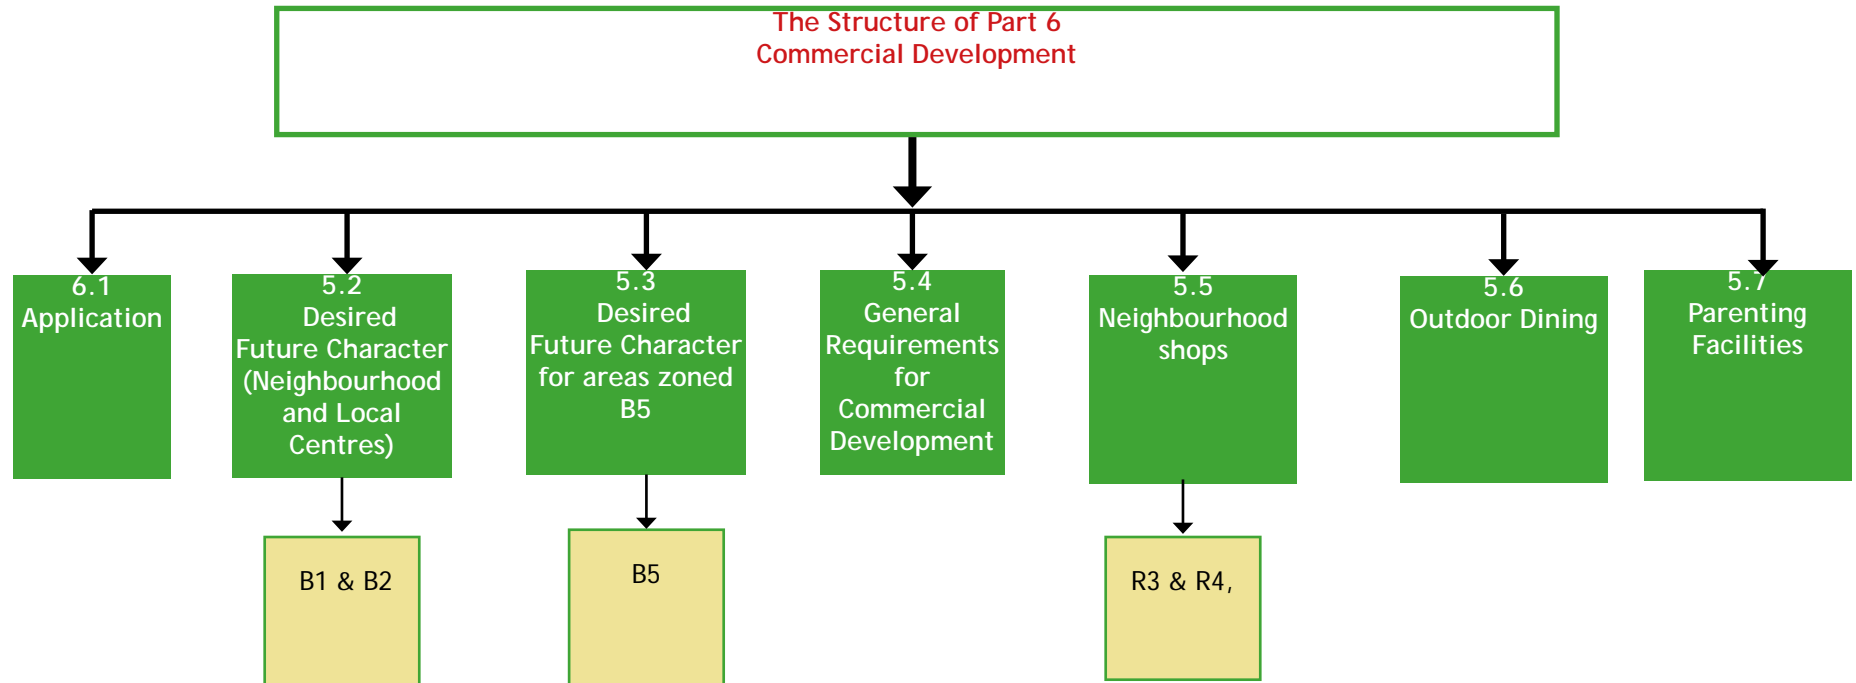 The Structure of Part 6
Commercial Development
6.1
Application
5.2
Desired
Future Character
(Neighbourhood
and Local
Centres)
5.3
Desired
Future Character
for areas zoned
B5
5.4
General
Requirements
for
Commercial
Development
5.5
Neighbourhood
shops
5.6
Outdoor Dining
5.7
Parenting
Facilities
B1 & B2
B5
R3 & R4,